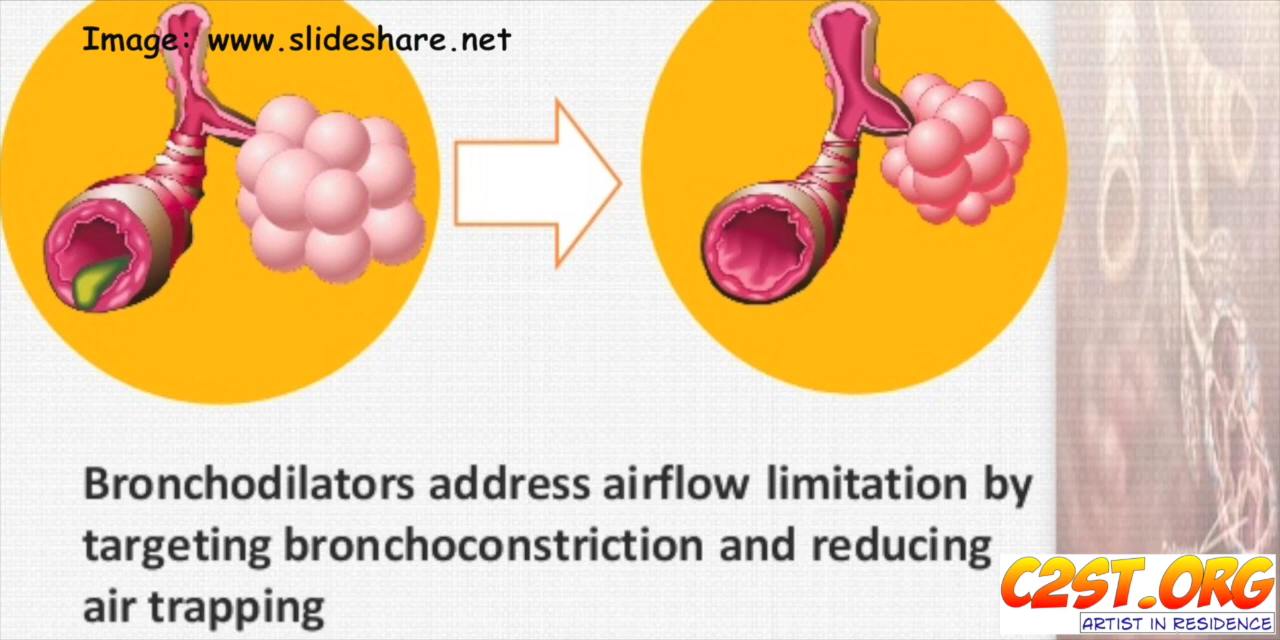 Image: www.slideshare.net
Bronchodilators address airflow limitation by
targeting bronchoconstriction and reducing
air trapping
C2ST.ORG
ARTIST IN RESIDENCE